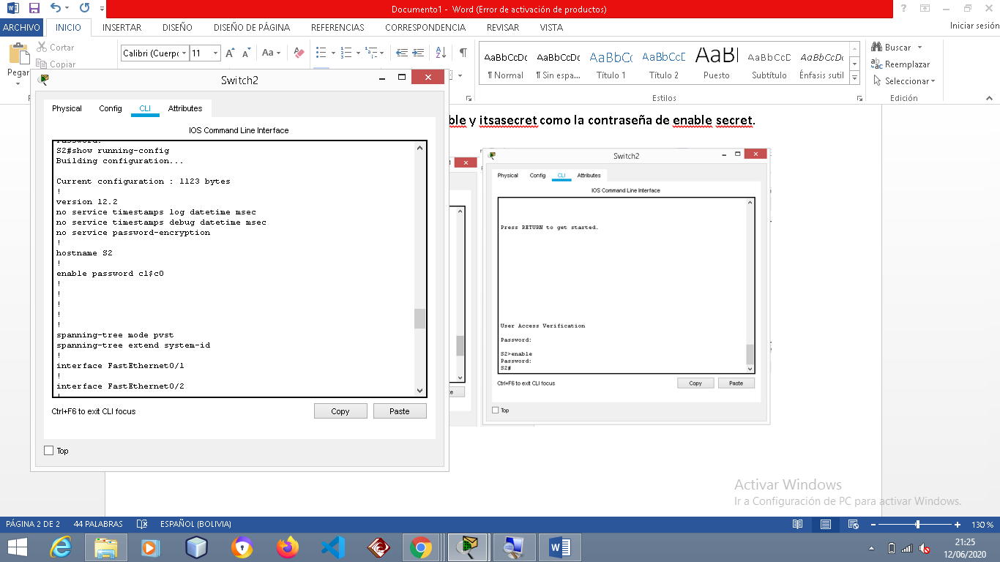 Documento1 - Word (Error de activación de productos)
ARCHIVO INICIO INSERTAR DISEÑO DISEÑO DE PÁGINA REFERENCIAS CORRESPONDENCIA REVISAR VISTA Iniciar sesión
Cortar
Copiar
Pegar
Calibri (Cuerpo 11
AaBbCcDc AaBbCcDc AaBbCc AaBbCcD AaBl AaBbCcD AaBbCcDc
¶ Normal ¶ Sin espa... Título 1 Título 2 Puesto Subtítulo Énfasis sutil
Estilos
Buscar
Reemplazar
Seleccionar
Edición
y itsasecret como la contraseña de enable secret.
Switch2
Physical Config CLI Attributes
IOS Command Line Interface
Password:
S2#show running-config
Building configuration...
Current configuration : 1123 bytes
!
version 12.2
no service timestamps log datetime msec
no service timestamps debug datetime msec
no service password-encryption
!
hostname S2
!
enable password c1$c0
!
!
!
!
!
spanning-tree mode pvst
spanning-tree extend system-id
!
interface FastEthernet0/1
!
interface FastEthernet0/2
!
Ctrl+F6 to exit CLI focus
Copy Paste
Top
Switch2
Physical Config CLI Attributes
IOS Command Line Interface
Press RETURN to get started.
User Access Verification
Password:
S2>enable
Password:
S2#
Ctrl+F6 to exit CLI focus
Copy Paste
Top
Activar Windows
Ir a Configuración de PC para activar Windows.
PÁGINA 2 DE 2 44 PALABRAS ESPAÑOL (BOLIVIA) 130 %
21:25
12/06/2020